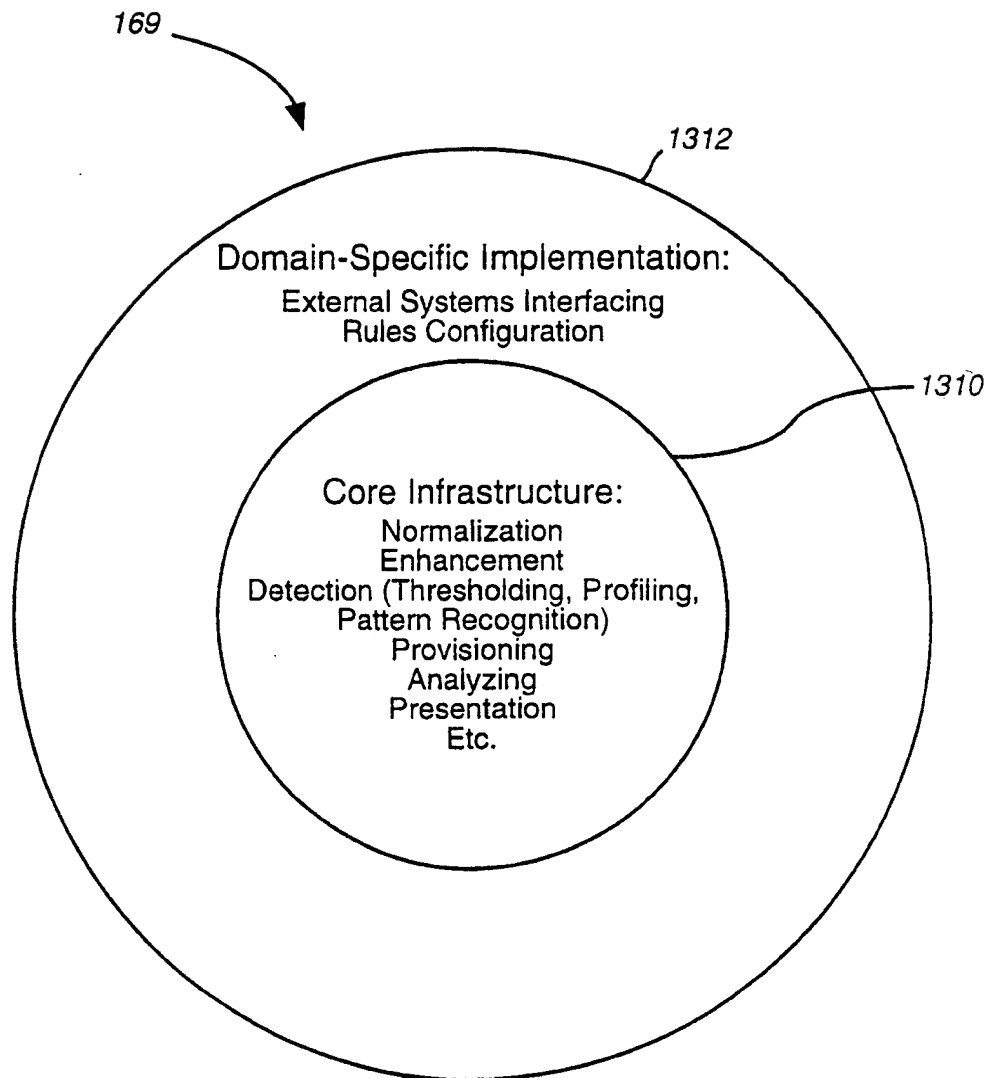 169
1312
Domain-Specific Implementation:
External Systems Interfacing
Rules Configuration
1310
Core Infrastructure:
Normalization
Enhancement
Detection (Thresholding, Profiling,
Pattern Recognition)
Provisioning
Analyzing
Presentation
Etc.